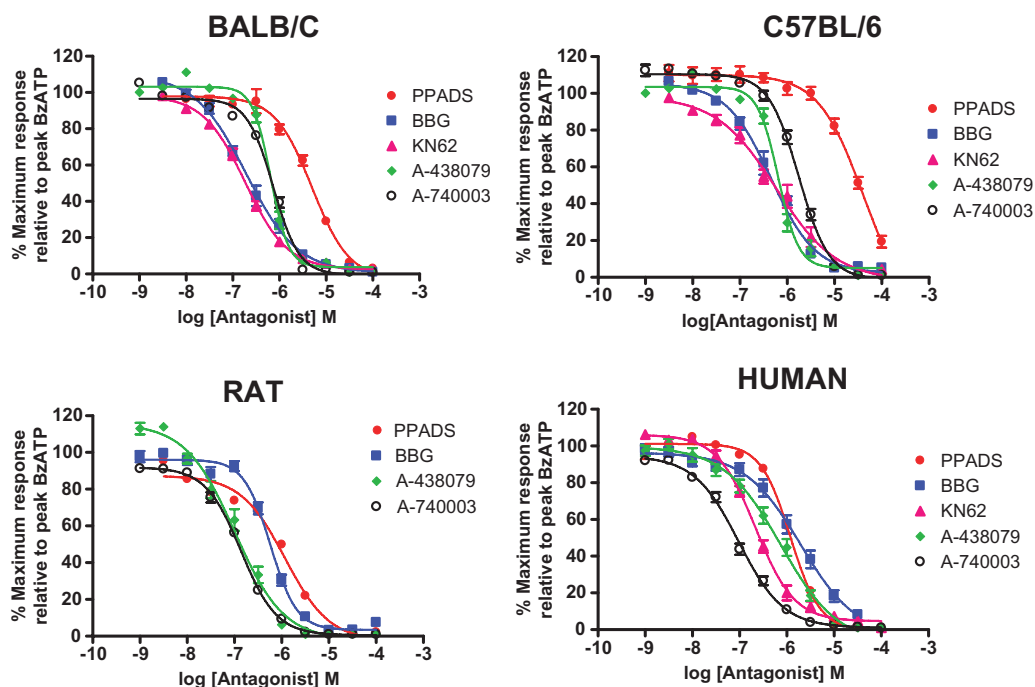 BALB/C
% Maximum response
relative to peak BzATP
120
100
80
60
40
20
0
-10 -9 -8 -7 -6 -5 -4 -3
log [Antagonist] M
PPADS
BBG
KN62
A-438079
A-740003
C57BL/6
% Maximum response
relative to peak BzATP
120
100
80
60
40
20
0
-10 -9 -8 -7 -6 -5 -4 -3
log[Antagonist] M
PPADS
BBG
KN62
A-438079
A-740003
RAT
% Maximum response
relative to peak BzATP
120
100
80
60
40
20
0
-10 -9 -8 -7 -6 -5 -4 -3
log [Antagonist] M
PPADS
BBG
A-438079
A-740003
HUMAN
% Maximum response
relative to peak BzATP
120
100
80
60
40
20
0
-10 -9 -8 -7 -6 -5 -4 -3
log [Antagonist] M
PPADS
BBG
KN62
A-438079
A-740003